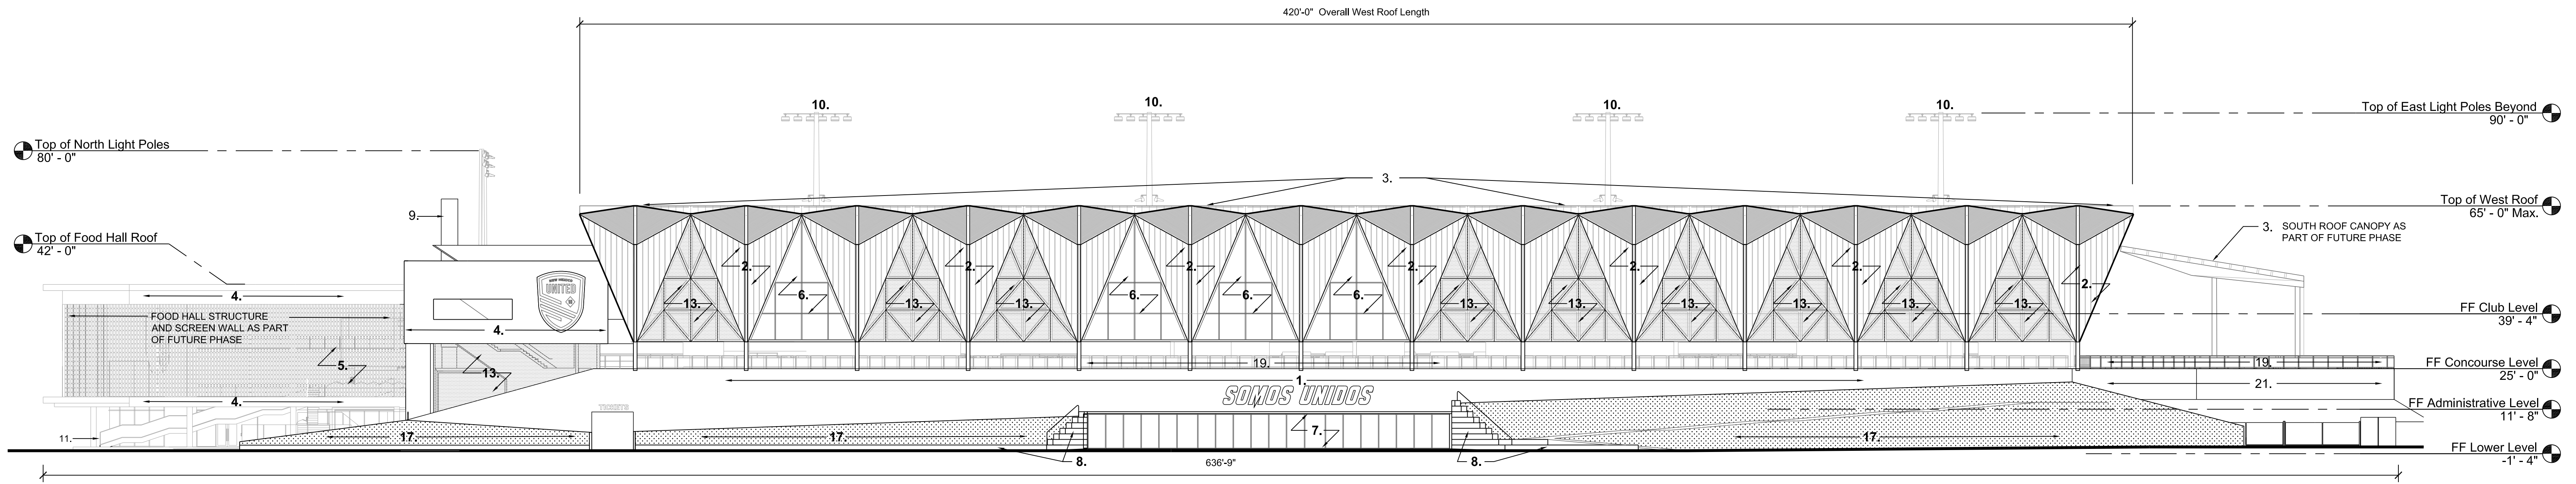 420'-0" Overall West Roof Length
10.
10.
10.
10.
Top of East Light Poles Beyond
90' - 0"
Top of North Light Poles
80' - 0"
3.
9.
Top of West Roof
65' - 0" Max.
3. SOUTH ROOF CANOPY AS
PART OF FUTURE PHASE
Top of Food Hall Roof
42' - 0"
2.
2.
2.
2.
2.
2.
2.
NEW MEXICO
UNITED
4.
13.
6.
13.
13.
6.
6.
6.
13.
13.
13.
13.
13.
13.
FOOD HALL STRUCTURE
AND SCREEN WALL AS PART
OF FUTURE PHASE
4.
FF Club Level
39' - 4"
5.
13.
19.
19.
FF Concourse Level
25' - 0"
1.
21.
SOMOS UNIDOS
4.
TICKETS
FF Administrative Level
11' - 8"
11.
17.
17.
7.
17.
FF Lower Level
-1' - 4"
8.
636'-9"
8.